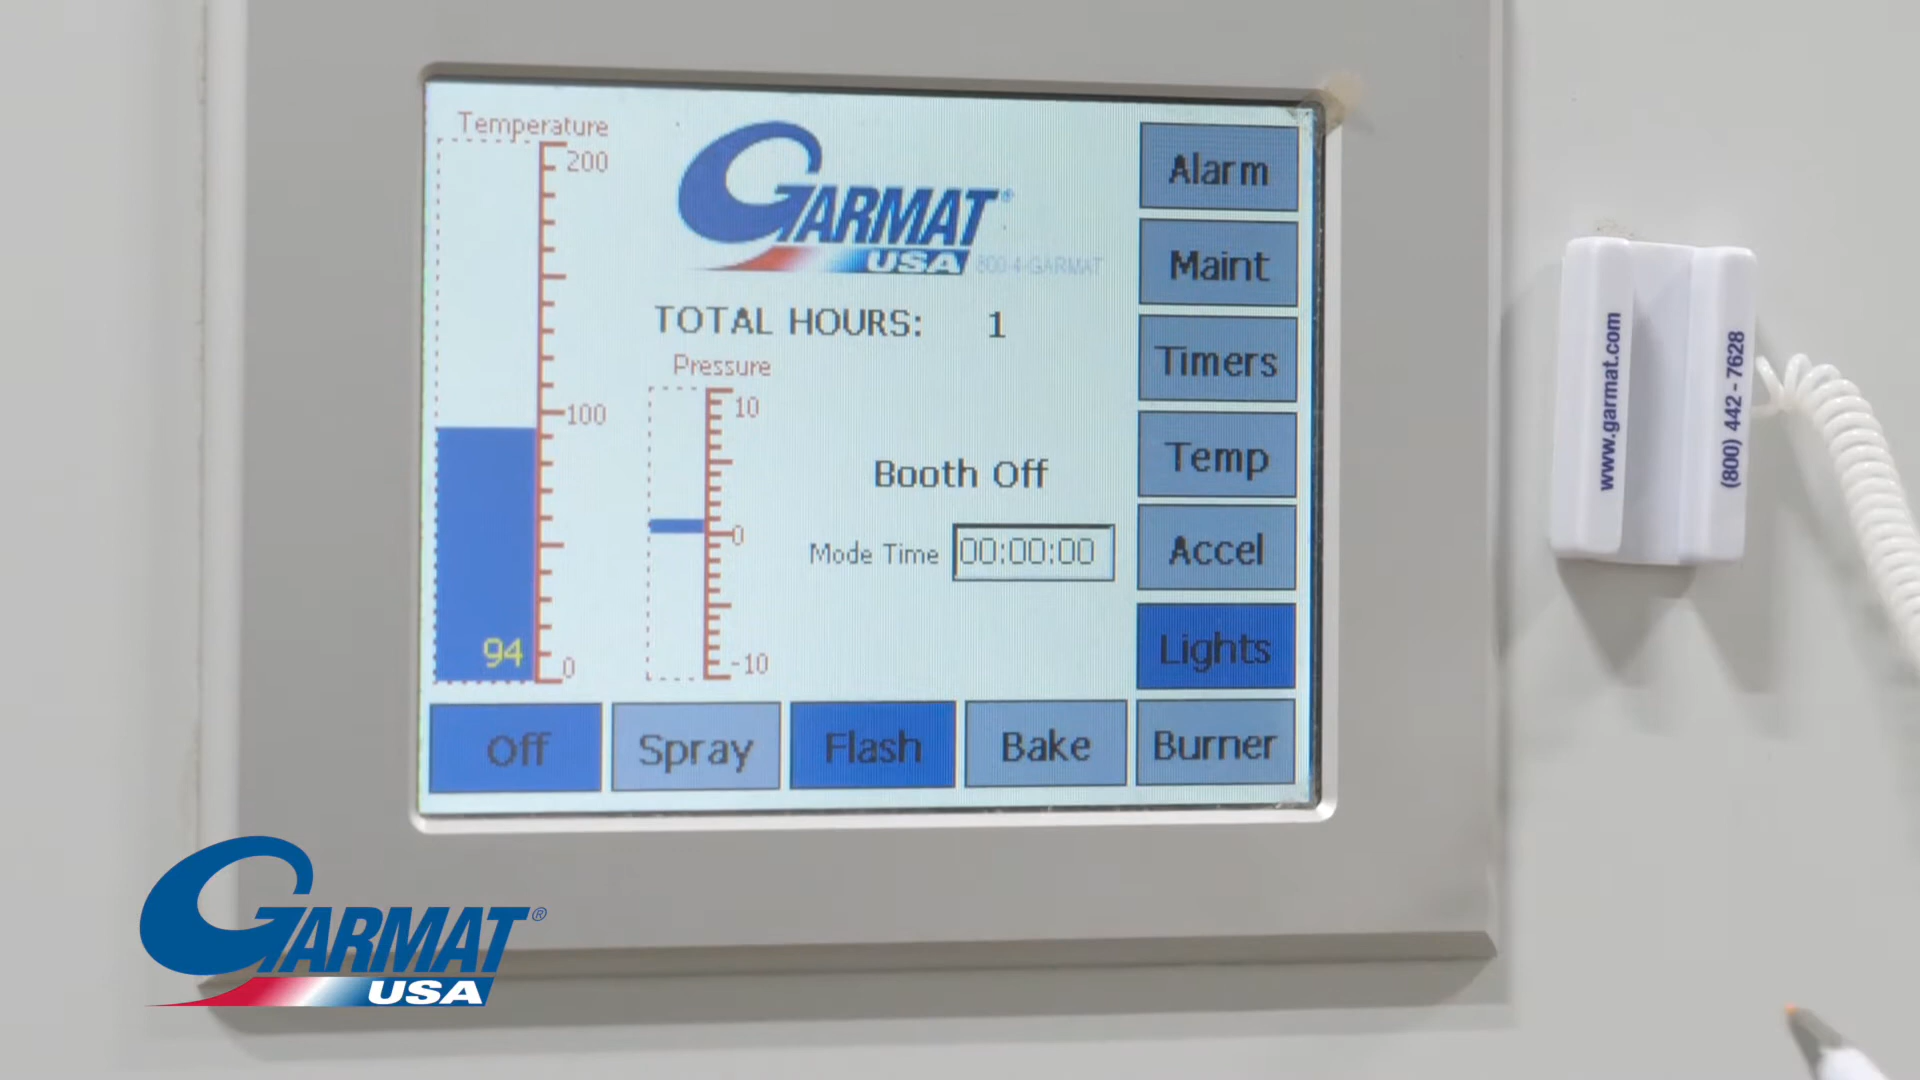 Temperature
200
100
94
0
GARMAT®
USA 800-4-GARMAT
TOTAL HOURS: 1
Pressure
10
0
-10
Booth Off
Mode Time 00:00:00
Alarm
Maint
Timers
Temp
Accel
Lights
Off
Spray
Flash
Bake
Burner
www.garmat.com
(800) 442 - 7628
GARMAT®
USA